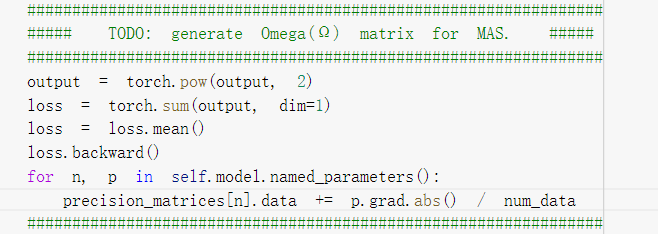 ################################################################
##### TODO: generate Omega(Ω) matrix for MAS. #####
################################################################
output = torch.pow(output, 2)
loss = torch.sum(output, dim=1)
loss = loss.mean()
loss.backward()
for n, p in self.model.named_parameters():
    precision_matrices[n].data += p.grad.abs() / num_data
################################################################